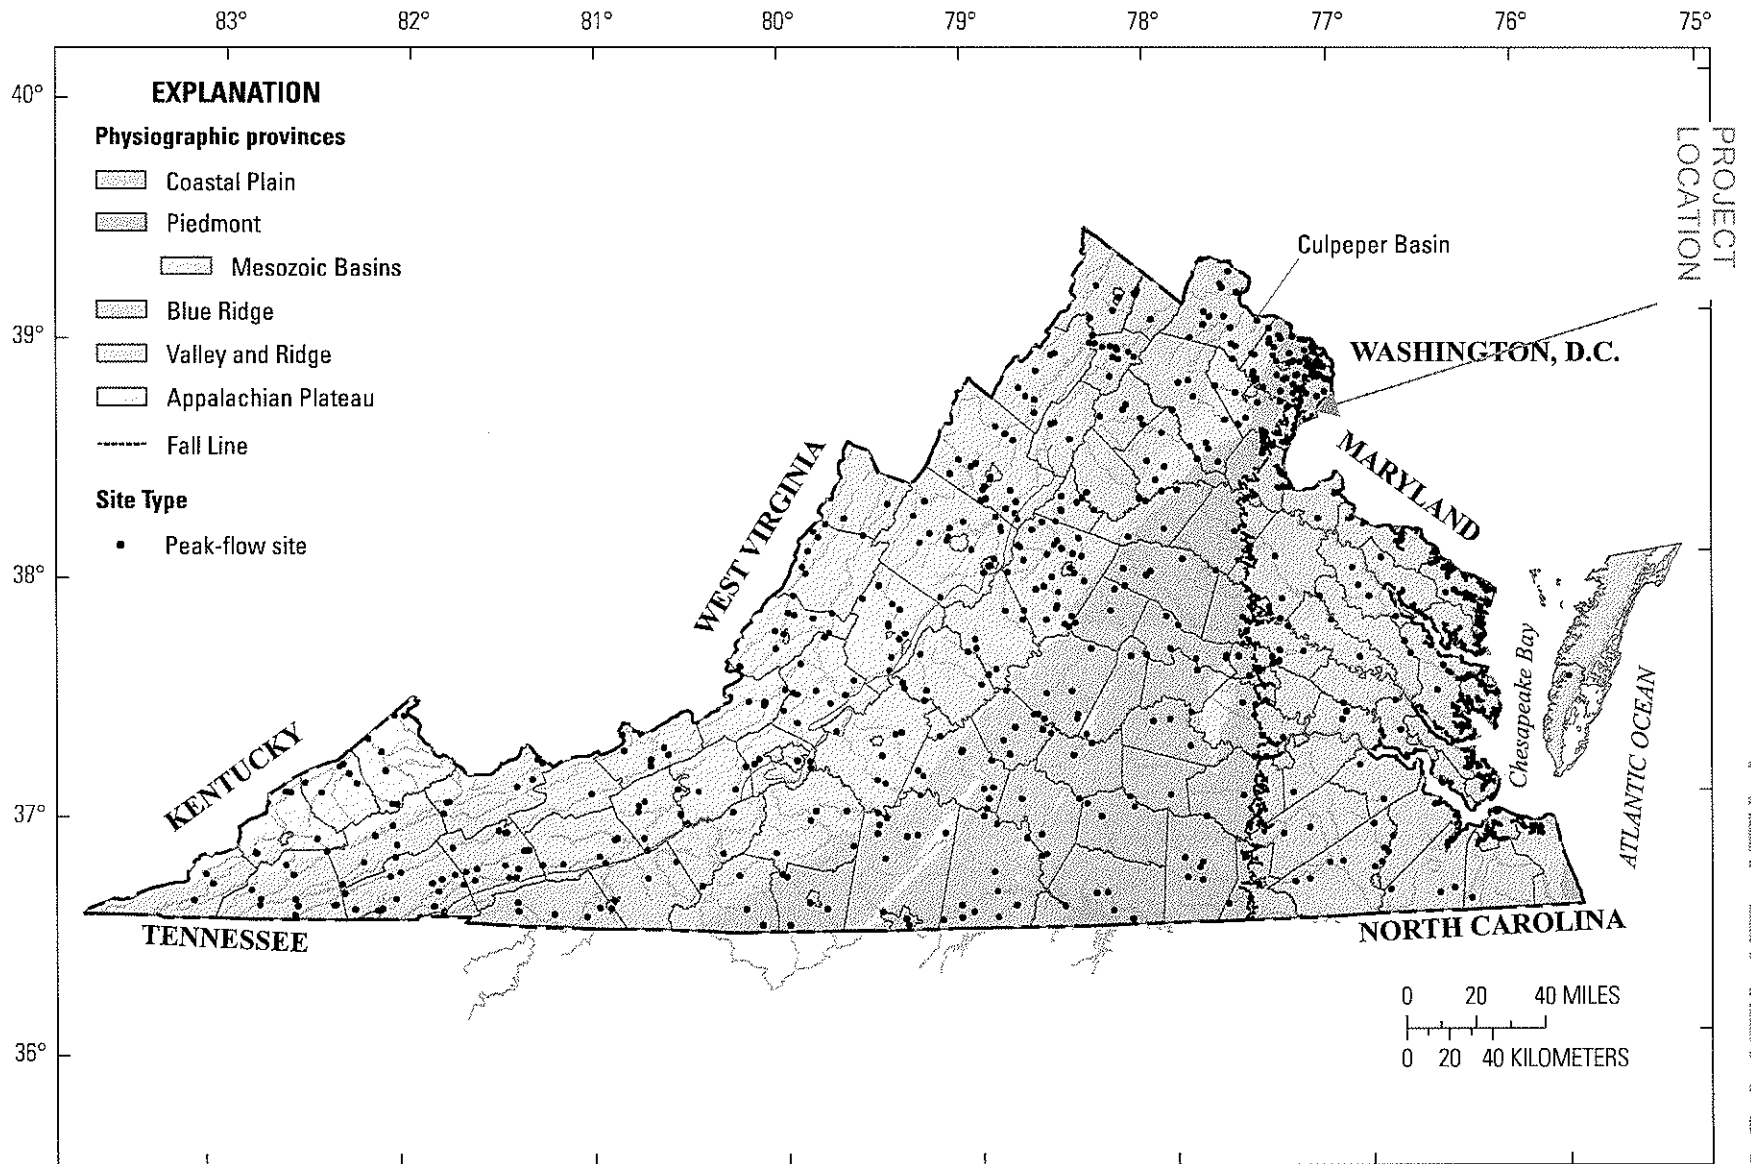 83° 82° 81° 80° 79° 78° 77° 76° 75°
40°
39°
38°
37°
36°
EXPLANATION
Physiographic provinces
Coastal Plain
Piedmont
Mesozoic Basins
Blue Ridge
Valley and Ridge
Appalachian Plateau
Fall Line
Site Type
Peak-flow site
PROJECT
LOCATION
Culpeper Basin
WASHINGTON, D.C.
MARYLAND
WEST VIRGINIA
KENTUCKY
Chesapeake Bay
ATLANTIC OCEAN
TENNESSEE
NORTH CAROLINA
0 20 40 MILES
0 20 40 KILOMETERS